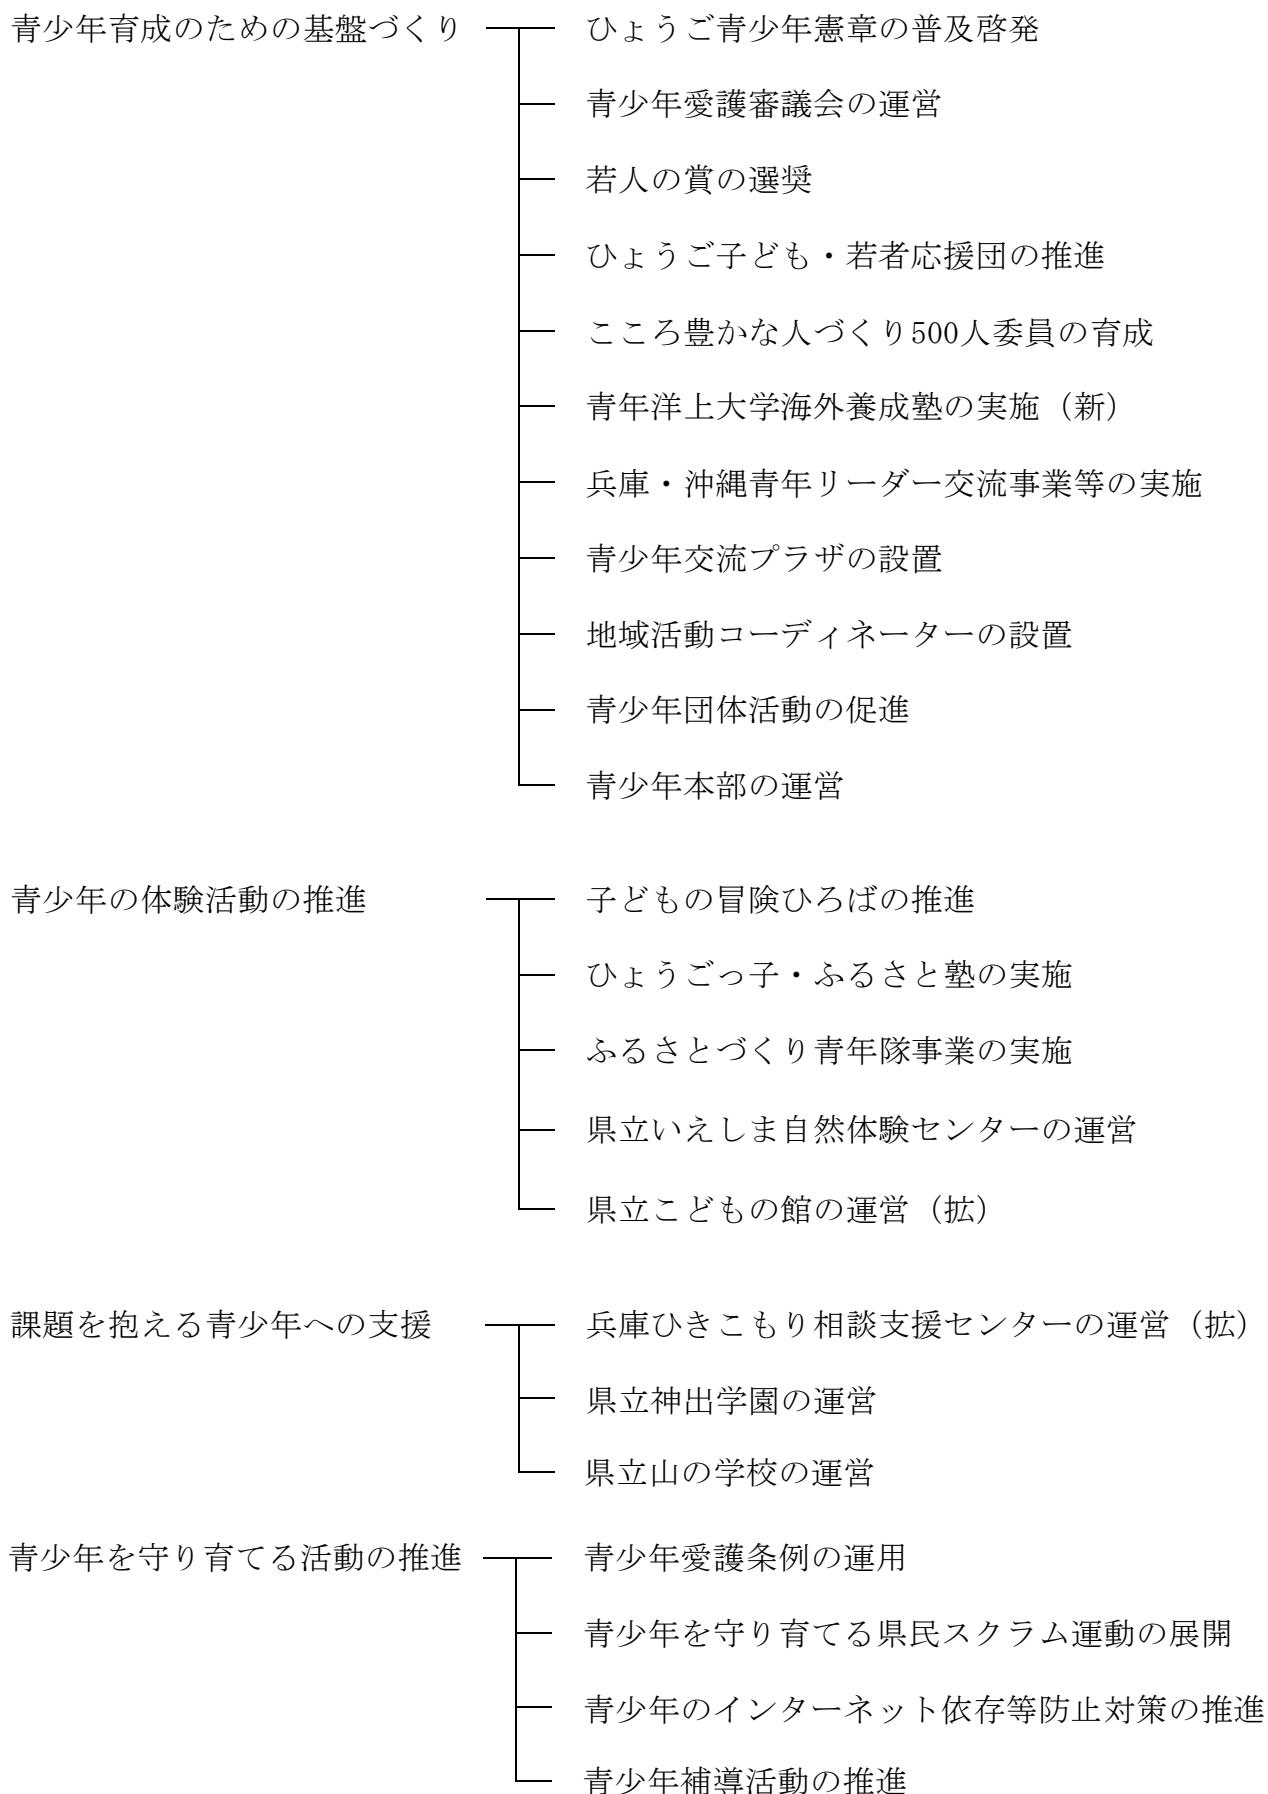 青少年育成のための基盤づくり ひょうご青少年憲章の普及啓発
青少年愛護審議会の運営
若人の賞の選奨
ひょうご子ども・若者応援団の推進
こころ豊かな人づくり500人委員の育成
青年洋上大学海外養成塾の実施（新）
兵庫・沖縄青年リーダー交流事業等の実施
青少年交流プラザの設置
地域活動コーディネーターの設置
青少年団体活動の促進
青少年本部の運営
青少年の体験活動の推進 子どもの冒険ひろばの推進
ひょうごっ子・ふるさと塾の実施
ふるさとづくり青年隊事業の実施
県立いえしま自然体験センターの運営
県立こどもの館の運営（拡）
課題を抱える青少年への支援 兵庫ひきこもり相談支援センターの運営（拡）
県立神出学園の運営
県立山の学校の運営
青少年を守り育てる活動の推進 青少年愛護条例の運用
青少年を守り育てる県民スクラム運動の展開
青少年のインターネット依存等防止対策の推進
青少年補導活動の推進